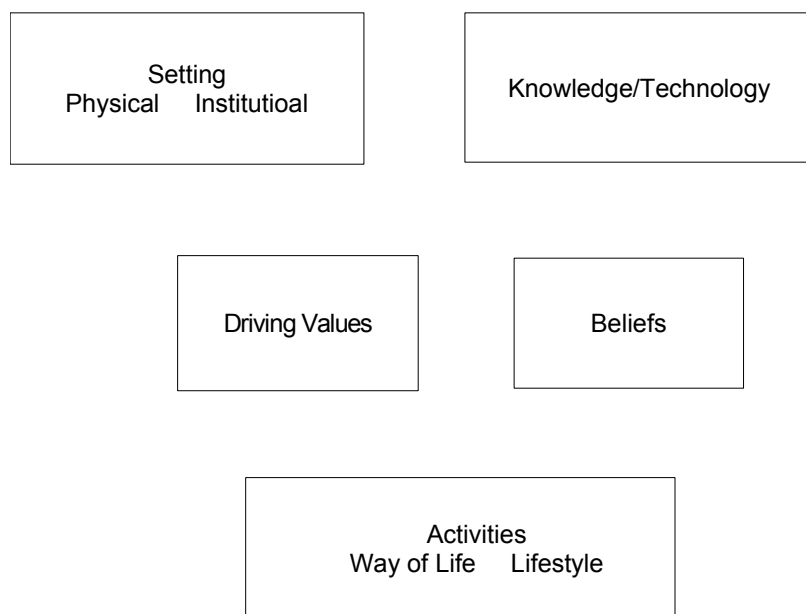 Setting
Physical Institutioal
Knowledge/Technology
Driving Values
Beliefs
Activities
Way of Life Lifestyle